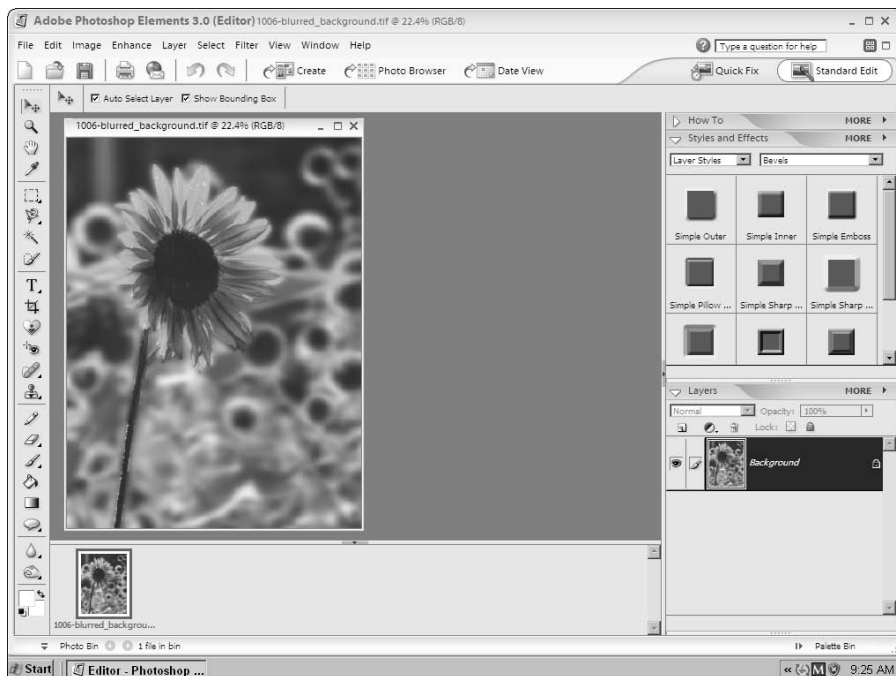 Adobe Photoshop Elements 3.0 (Editor) 1006-blurred_background.tif @ 22.4% (RGB/8)
File Edit Image Enhance Layer Select Filter View Window Help
Type a question for help
Create Photo Browser Date View
Quick Fix Standard Edit
Auto Select Layer Show Bounding Box
1006-blurred_background.tif @ 22.4% (RGB/8)
How To MORE
Styles and Effects MORE
Layer Styles Bevels
Simple Outer Simple Inner Simple Emboss
Simple Pillow ... Simple Sharp ... Simple Sharp ...
Layers MORE
Normal Opacity: 100%
Lock:
Background
T
1006-blurred_backgrou...
Photo Bin 1 file in bin Palette Bin
Start Editor - Photoshop ... « M 9:25 AM